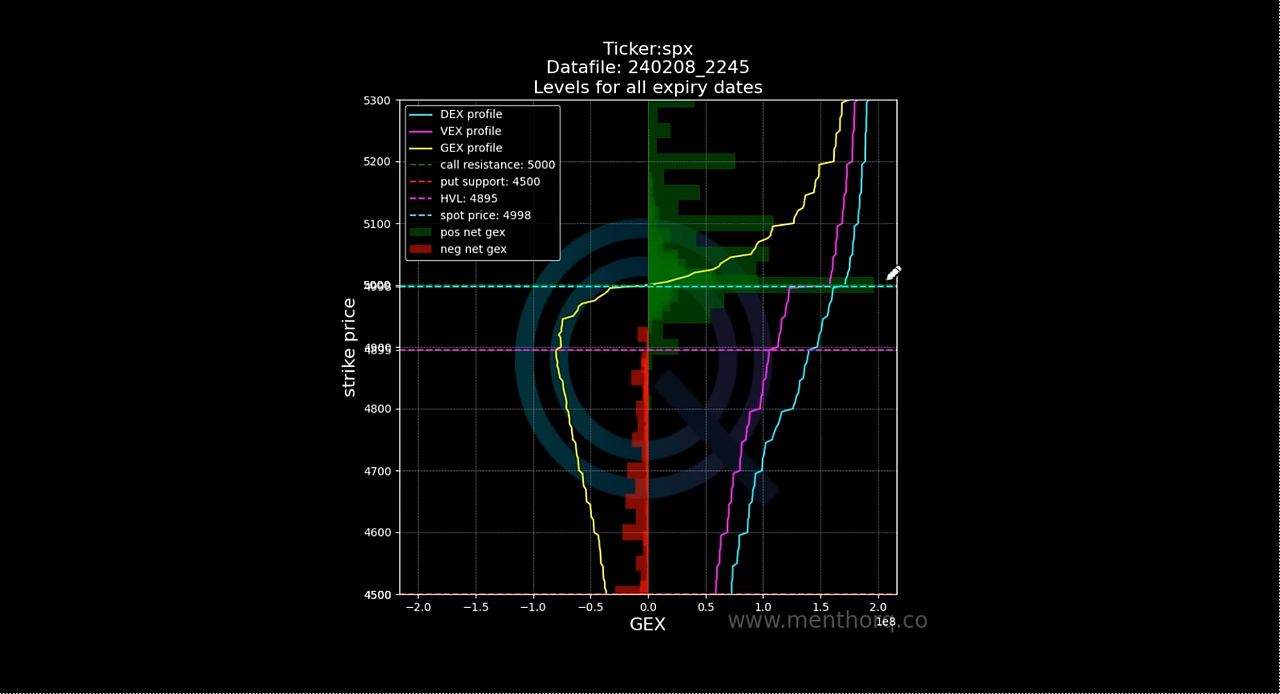 Ticker:spx
Datafile: 240208_2245
Levels for all expiry dates
DEX profile
VEX profile
GEX profile
call resistance: 5000
put support: 4500
HVL: 4895
spot price: 4998
pos net gex
neg net gex
5300
5200
5100
5000
4900
4895
4800
4700
4600
4500
strike price
−2.0 −1.5 −1.0 −0.5 0.0 0.5 1.0 1.5 2.0
1e8
GEX
www.menthorq.co